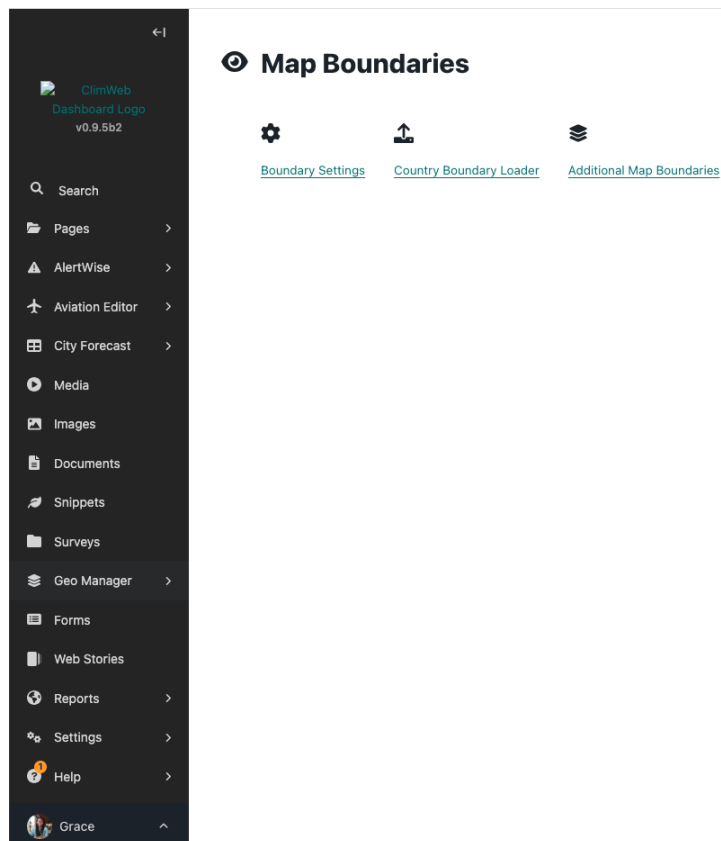 ClimWeb
Dashboard Logo
v0.9.5b2
Search
Pages
AlertWise
Aviation Editor
City Forecast
Media
Images
Documents
Snippets
Surveys
Geo Manager
Forms
Web Stories
Reports
Settings
1
Help
Grace
Map Boundaries
Boundary Settings
Country Boundary Loader
Additional Map Boundaries